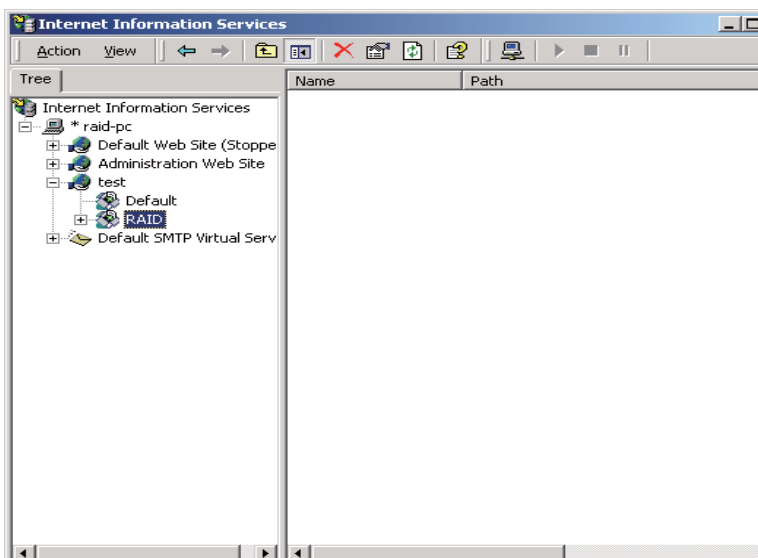 Internet Information Services
Action View
Tree
Name Path
Internet Information Services
* raid-pc
Default Web Site (Stoppe
Administration Web Site
test
Default
RAID
Default SMTP Virtual Serv